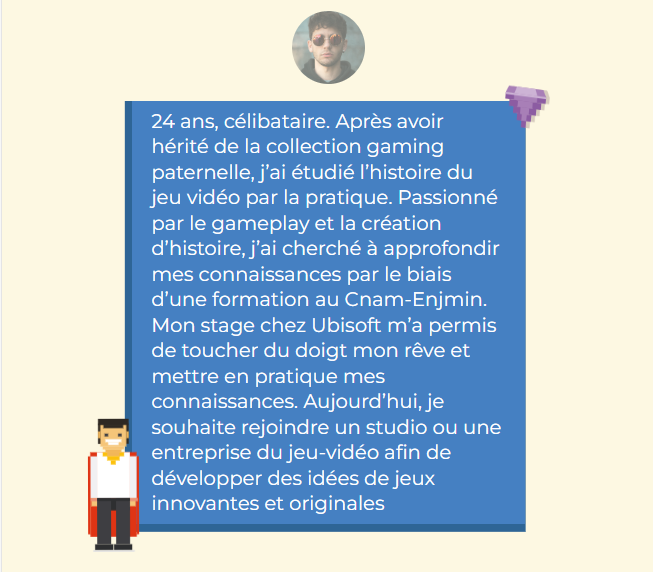 24 ans, célibataire. Après avoir
hérité de la collection gaming
paternelle, j'ai étudié l'histoire du
jeu vidéo par la pratique. Passionné
par le gameplay et la création
d'histoire, j'ai cherché à approfondir
mes connaissances par le biais
d'une formation au Cnam-Enjmin.
Mon stage chez Ubisoft m'a permis
de toucher du doigt mon rêve et
mettre en pratique mes
connaissances. Aujourd'hui, je
souhaite rejoindre un studio ou une
entreprise du jeu-vidéo afin de
développer des idées de jeux
innovantes et originales